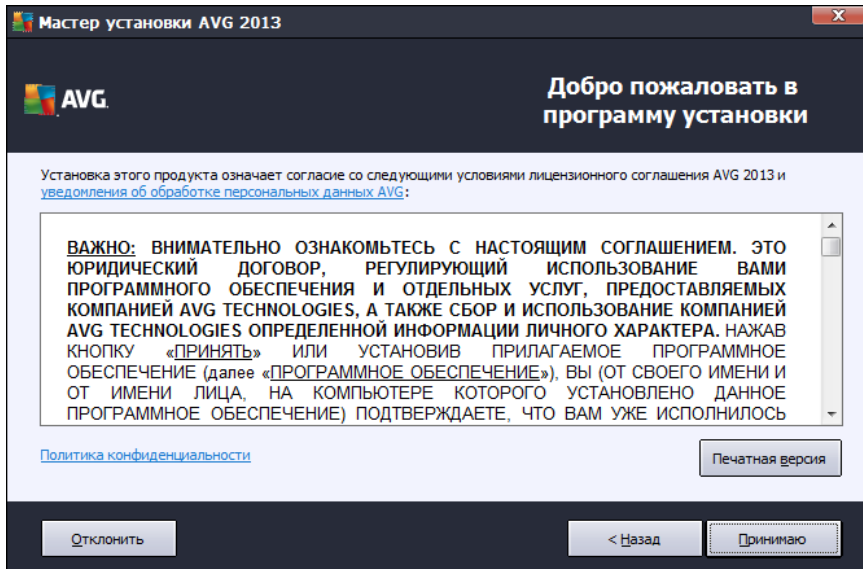 Мастер установки AVG 2013
AVG.
Добро пожаловать в
программу установки
Установка этого продукта означает согласие со следующими условиями лицензионного соглашения AVG 2013 и
уведомления об обработке персональных данных AVG:
ВАЖНО: ВНИМАТЕЛЬНО ОЗНАКОМЬТЕСЬ С НАСТОЯЩИМ СОГЛАШЕНИЕМ. ЭТО
ЮРИДИЧЕСКИЙ ДОГОВОР, РЕГУЛИРУЮЩИЙ ИСПОЛЬЗОВАНИЕ ВАМИ
ПРОГРАММНОГО ОБЕСПЕЧЕНИЯ И ОТДЕЛЬНЫХ УСЛУГ, ПРЕДОСТАВЛЯЕМЫХ
КОМПАНИЕЙ AVG TECHNOLOGIES, А ТАКЖЕ СБОР И ИСПОЛЬЗОВАНИЕ КОМПАНИЕЙ
AVG TECHNOLOGIES ОПРЕДЕЛЕННОЙ ИНФОРМАЦИИ ЛИЧНОГО ХАРАКТЕРА. НАЖАВ
КНОПКУ «ПРИНЯТЬ» ИЛИ УСТАНОВИВ ПРИЛАГАЕМОЕ ПРОГРАММНОЕ
ОБЕСПЕЧЕНИЕ (далее «ПРОГРАММНОЕ ОБЕСПЕЧЕНИЕ»), ВЫ (ОТ СВОЕГО ИМЕНИ И
ОТ ИМЕНИ ЛИЦА, НА КОМПЬЮТЕРЕ КОТОРОГО УСТАНОВЛЕНО ДАННОЕ
ПРОГРАММНОЕ ОБЕСПЕЧЕНИЕ) ПОДТВЕРЖДАЕТЕ, ЧТО ВАМ УЖЕ ИСПОЛНИЛОСЬ
Политика конфиденциальности
Печатная версия
Отклонить
< Назад
Принимаю